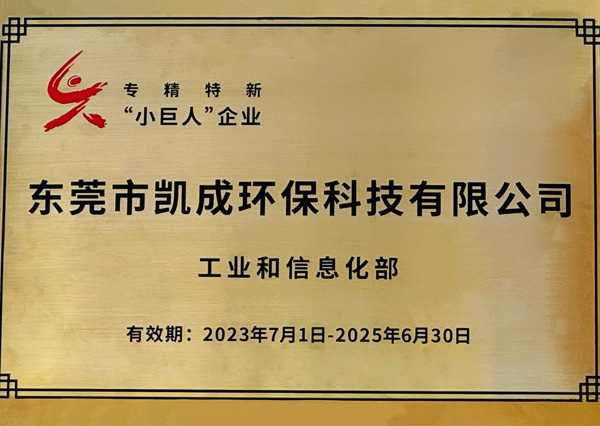 专精特新
“小巨人”企业
东莞市凯成环保科技有限公司
工业和信息化部
有效期：2023年7月1日-2025年6月30日